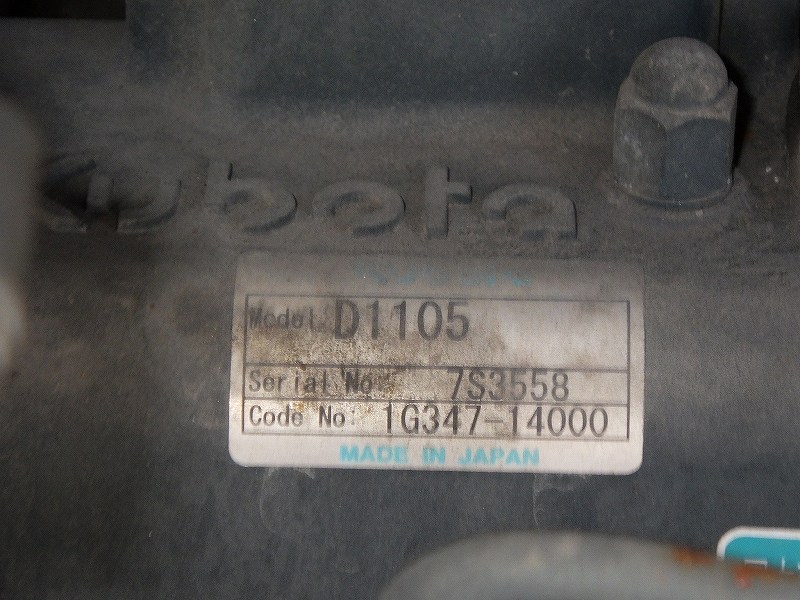 Kubota
Model D1105
Serial No. 7S3558
Code No. 1G347-14000
MADE IN JAPAN